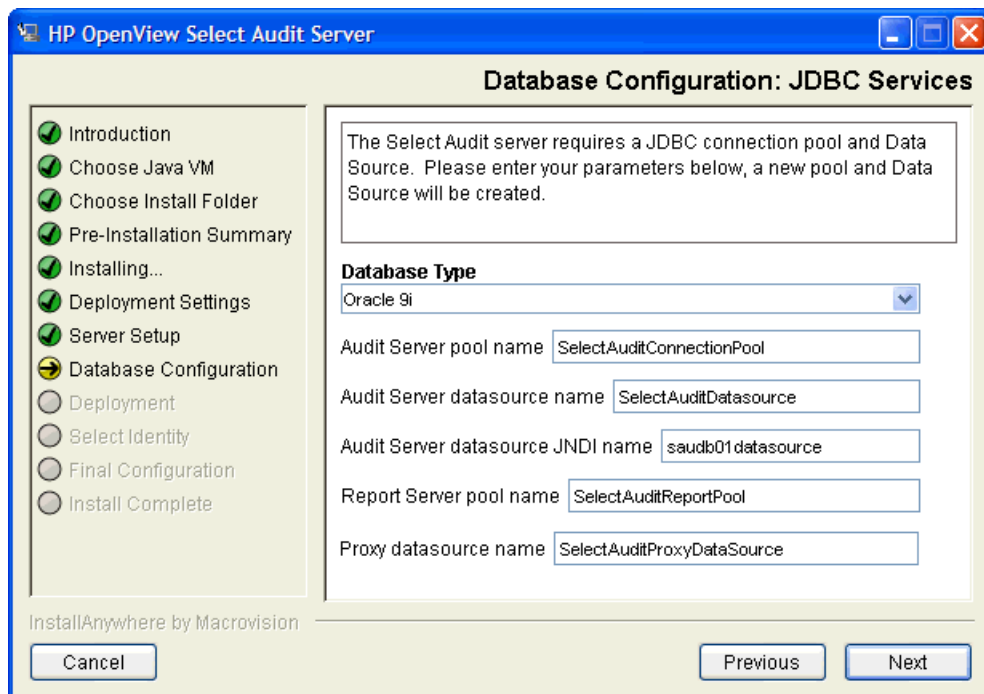 HP OpenView Select Audit Server
Database Configuration: JDBC Services
Introduction
Choose Java VM
Choose Install Folder
Pre-Installation Summary
Installing...
Deployment Settings
Server Setup
Database Configuration
Deployment
Select Identity
Final Configuration
Install Complete
The Select Audit server requires a JDBC connection pool and Data
Source.  Please enter your parameters below, a new pool and Data
Source will be created.
Database Type
Oracle 9i
Audit Server pool name SelectAuditConnectionPool
Audit Server datasource name SelectAuditDatasource
Audit Server datasource JNDI name saudb01datasource
Report Server pool name SelectAuditReportPool
Proxy datasource name SelectAuditProxyDataSource
InstallAnywhere by Macrovision
Cancel Previous Next